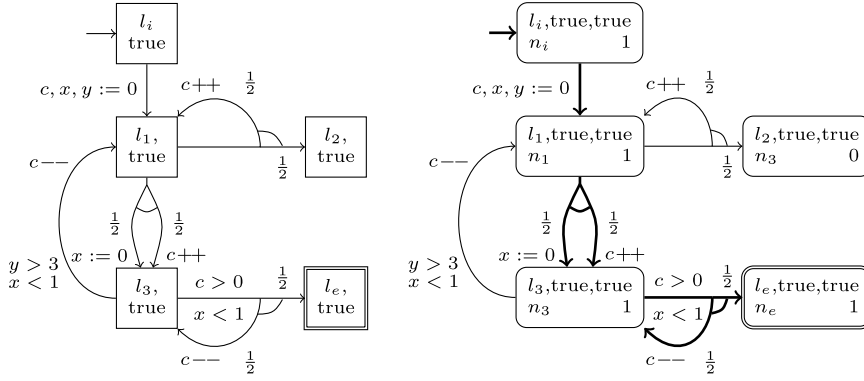 l_i
true
c, x, y := 0
c++ 1/2
l_1,
true
l_2,
true
1/2
c−−
1/2 1/2
y > 3
x < 1
x := 0
c++
l_3,
true
c > 0 1/2
x < 1
l_e,
true
c−− 1/2
l_i,true,true
n_i 1
c, x, y := 0
c++ 1/2
l_1,true,true
n_1 1
l_2,true,true
n_3 0
1/2
c−−
1/2 1/2
y > 3
x < 1
x := 0
c++
l_3,true,true
n_3 1
c > 0 1/2
x < 1
l_e,true,true
n_e 1
c−− 1/2